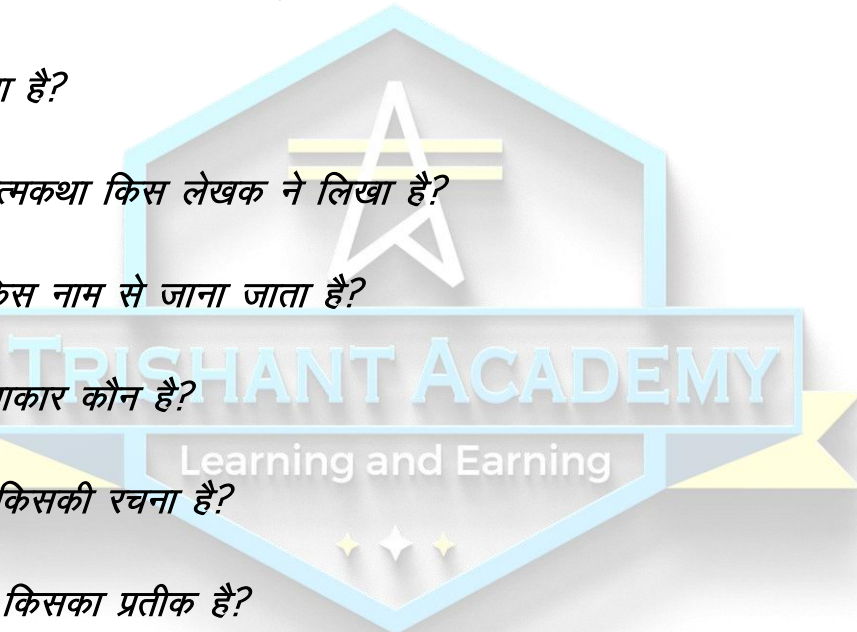 है?
त्मकथा किस लेखक ने लिखा है?
नाम से जाना जाता है?
TRISHANT ACADEMY
कौन है?
Learning and Earning
किसकी रचना है?
किसका प्रतीक है?